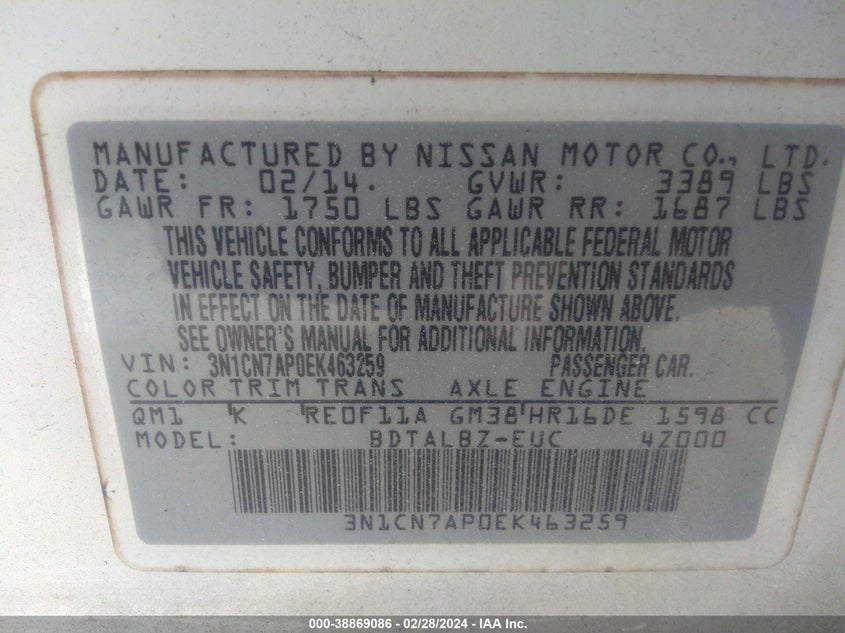 MANUFACTURED BY NISSAN MOTOR CO., LTD.
DATE: 02/14. GVWR: 3389 LBS
GAWR FR: 1750 LBS GAWR RR: 1687 LBS
THIS VEHICLE CONFORMS TO ALL APPLICABLE FEDERAL MOTOR
VEHICLE SAFETY, BUMPER AND THEFT PREVENTION STANDARDS
IN EFFECT ON THE DATE OF MANUFACTURE SHOWN ABOVE.
SEE OWNER'S MANUAL FOR ADDITIONAL INFORMATION.
VIN: 3N1CN7AP0EK463259 PASSENGER CAR.
COLOR TRIM TRANS AXLE ENGINE
QM1 K RE0F11A GM38 HR16DE 1598 CC
MODEL: BDTALBZ-EUC 4Z000
3N1CN7AP0EK463259
000-38869086 - 02/28/2024 - IAA Inc.